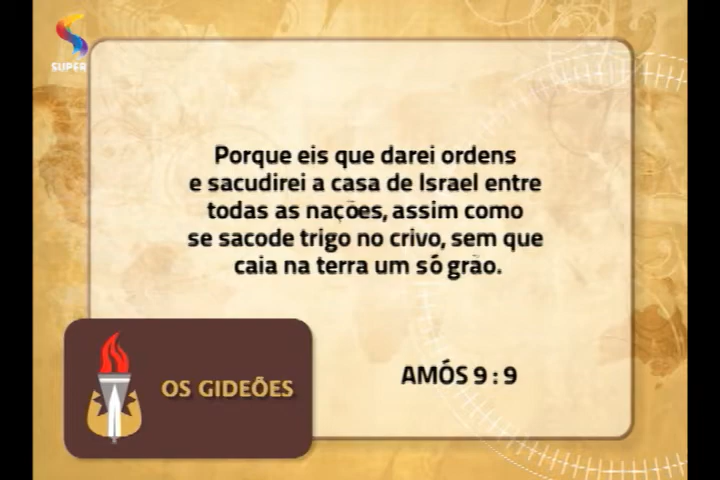 SUPER
Porque eis que darei ordens
e sacudirei a casa de Israel entre
todas as nações, assim como
se sacode trigo no crivo, sem que
caia na terra um só grão.
AMÓS 9 : 9
OS GIDEÕES